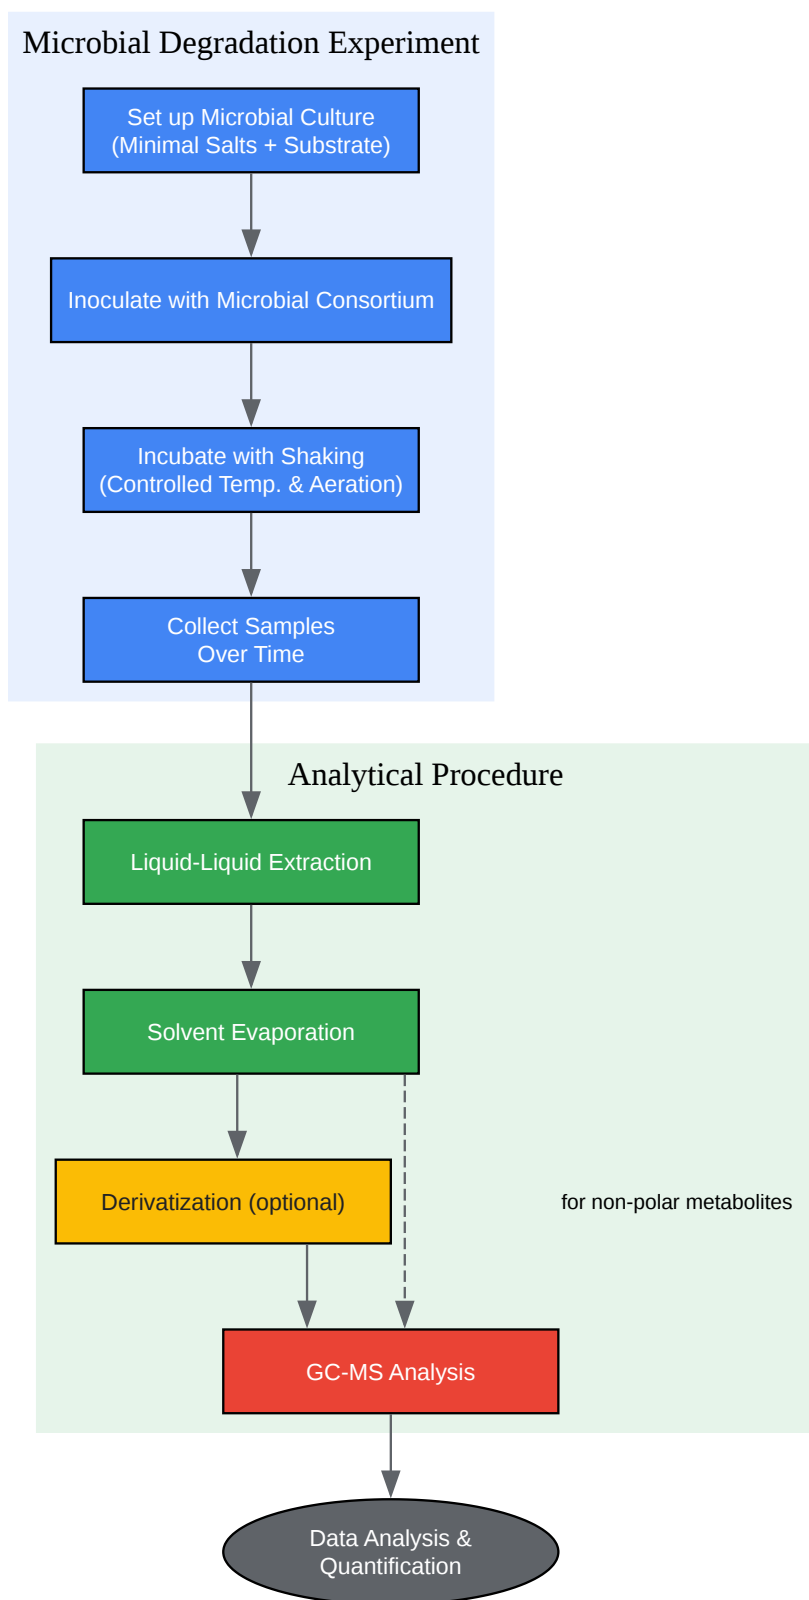 Microbial Degradation Experiment
Set up Microbial Culture
(Minimal Salts + Substrate)
Inoculate with Microbial Consortium
Incubate with Shaking
(Controlled Temp. & Aeration)
Collect Samples
Over Time
Analytical Procedure
Liquid-Liquid Extraction
Solvent Evaporation
Derivatization (optional)
for non-polar metabolites
GC-MS Analysis
Data Analysis &
Quantification